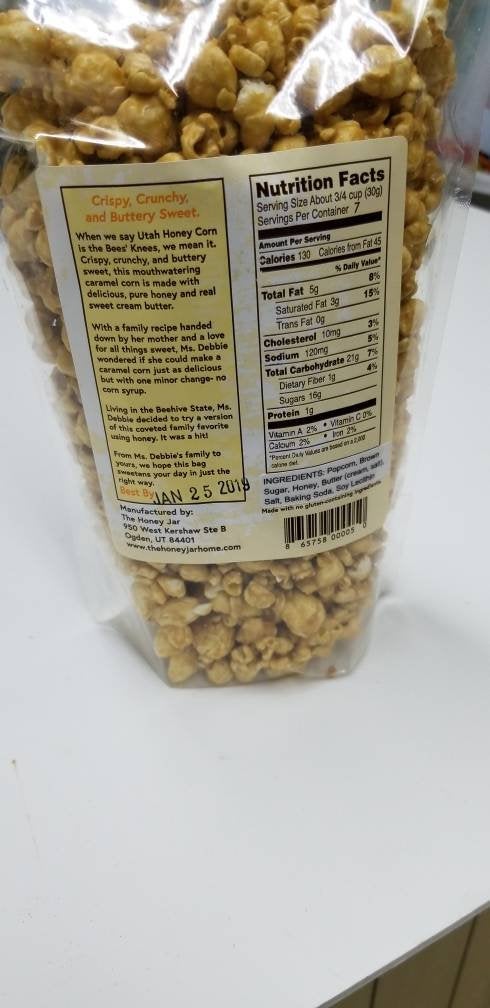 Crispy, Crunchy,
and Buttery Sweet.
When we say Utah Honey Corn
is the Bees' Knees, we mean it.
Crispy, crunchy, and buttery
sweet, this mouthwatering
caramel corn is made with
delicious, pure honey and real
sweet cream butter.
With a family recipe handed
down by her mother and a love
for all things sweet, Ms. Debbie
wondered if she could make a
caramel corn just as delicious
but with one minor change- no
corn syrup.
Living in the Beehive State, Ms.
Debbie decided to try a version
of this coveted family favorite
using honey. It was a hit!
From Ms. Debbie's family to
yours, we hope this bag
sweetens your day in just the
right way.
Best By JAN 25 2019
Manufactured by:
The Honey Jar
950 West Kershaw Ste B
Ogden, UT 84401
www.thehoneyjarhome.com
Nutrition Facts
Serving Size About 3/4 cup (30g)
Servings Per Container 7
Amount Per Serving
Calories 130 Calories from Fat 45
% Daily Value*
Total Fat 5g 8%
Saturated Fat 3g 15%
Trans Fat 0g
Cholesterol 10mg 3%
Sodium 120mg 5%
Total Carbohydrate 21g 7%
Dietary Fiber 1g 4%
Sugars 16g
Protein 1g
Vitamin A 2% • Vitamin C 0%
Calcium 2% • Iron 2%
*Percent Daily Values are based on a 2,000
calorie diet.
INGREDIENTS: Popcorn, Brown
Sugar, Honey, Butter (cream, salt),
Salt, Baking Soda, Soy Lecithin
Made with no gluten-containing ingredients.
8 65758 00005 0